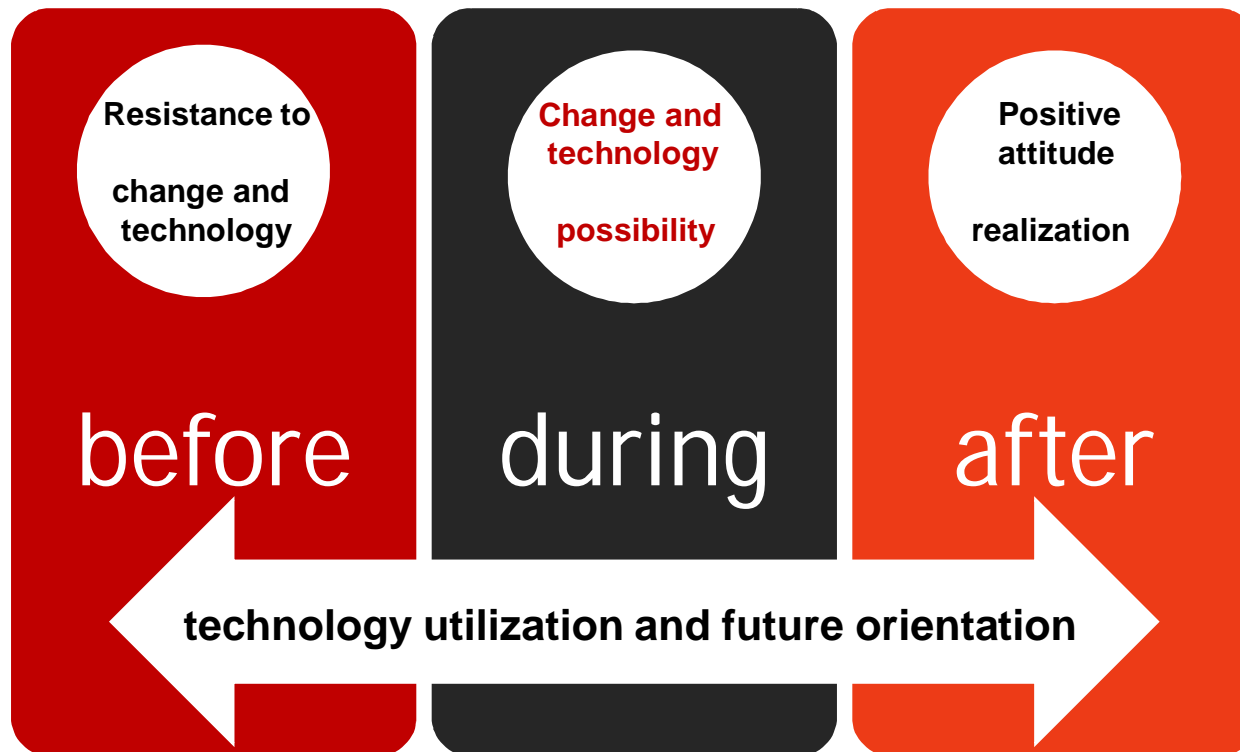 Resistance to
change and
technology
before
Change and
technology
possibility
during
Positive
attitude
realization
after
technology utilization and future orientation